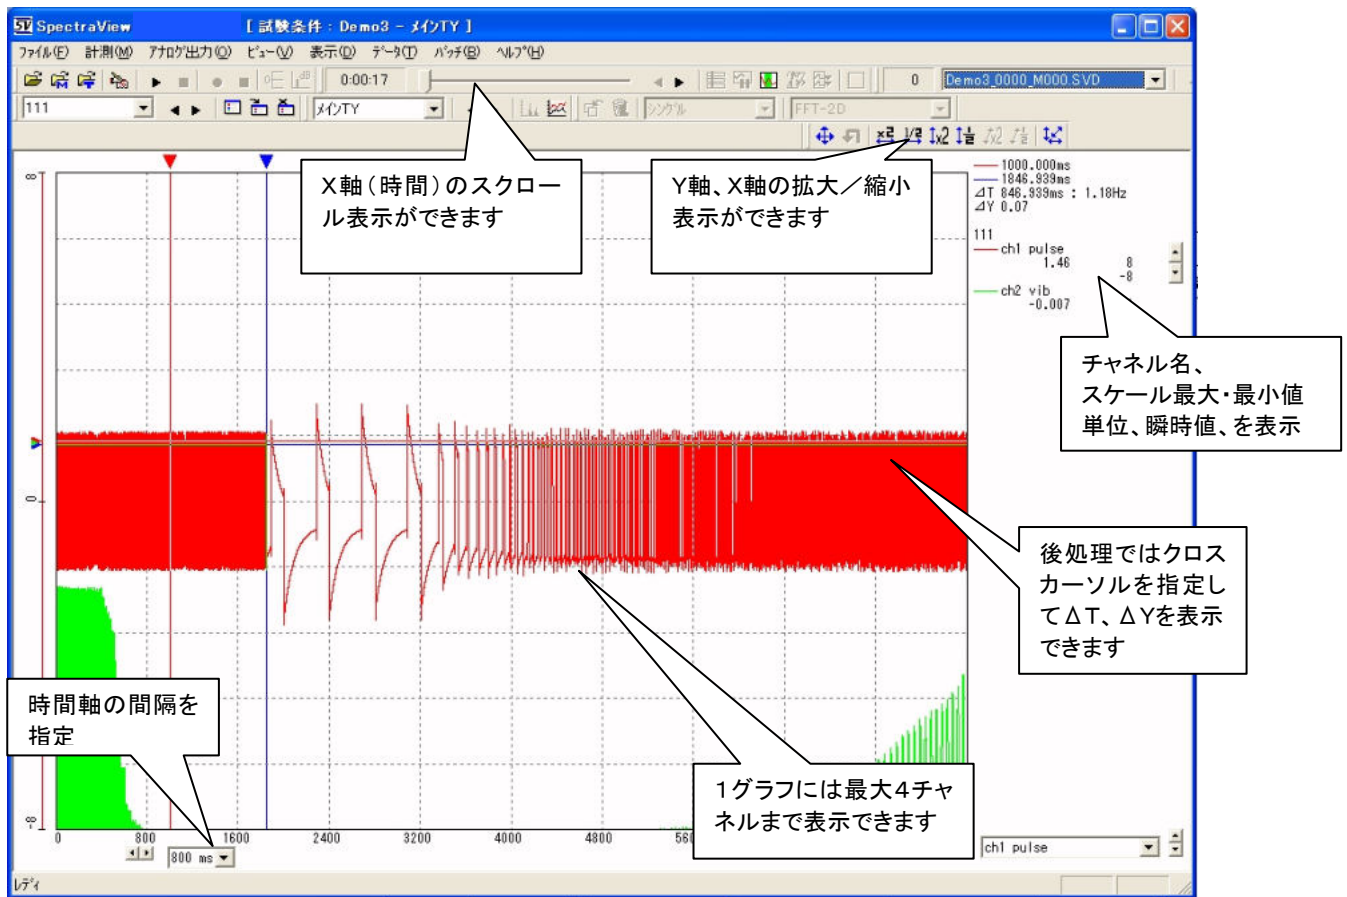 SpectraView [ 試験条件 : Demo3 - ﾒｲﾝTY ]
ﾌｧｲﾙ(F) 計測(M) ｱﾅﾛｸﾞ出力(O) ﾋﾞｭｰ(V) 表示(D) ﾃﾞｰﾀ(T) ﾊﾞｯﾁ(B) ﾍﾙﾌﾟ(H)
0:00:17 0 Demo3_0000_M000.SVD
111 ﾒｲﾝTY ｼﾝｸﾞﾙ FFT-2D
X軸（時間）のスクロー
ル表示ができます
Y軸、X軸の拡大／縮小
表示ができます
1000.000ms
1846.939ms
⊿T 846.939ms : 1.18Hz
⊿Y 0.07
111
ch1 pulse
1.46 8
-8
ch2 vib
-0.007
チャネル名、
スケール最大・最小値
単位、瞬時値、を表示
8
0
後処理ではクロス
カーソルを指定し
てΔT、ΔYを表示
できます
時間軸の間隔を
指定
1グラフには最大4チャ
ネルまで表示できます
-8
0 800 1600 2400 3200 4000 4800 560
800 ms
ch1 pulse
ﾚﾃﾞｨ